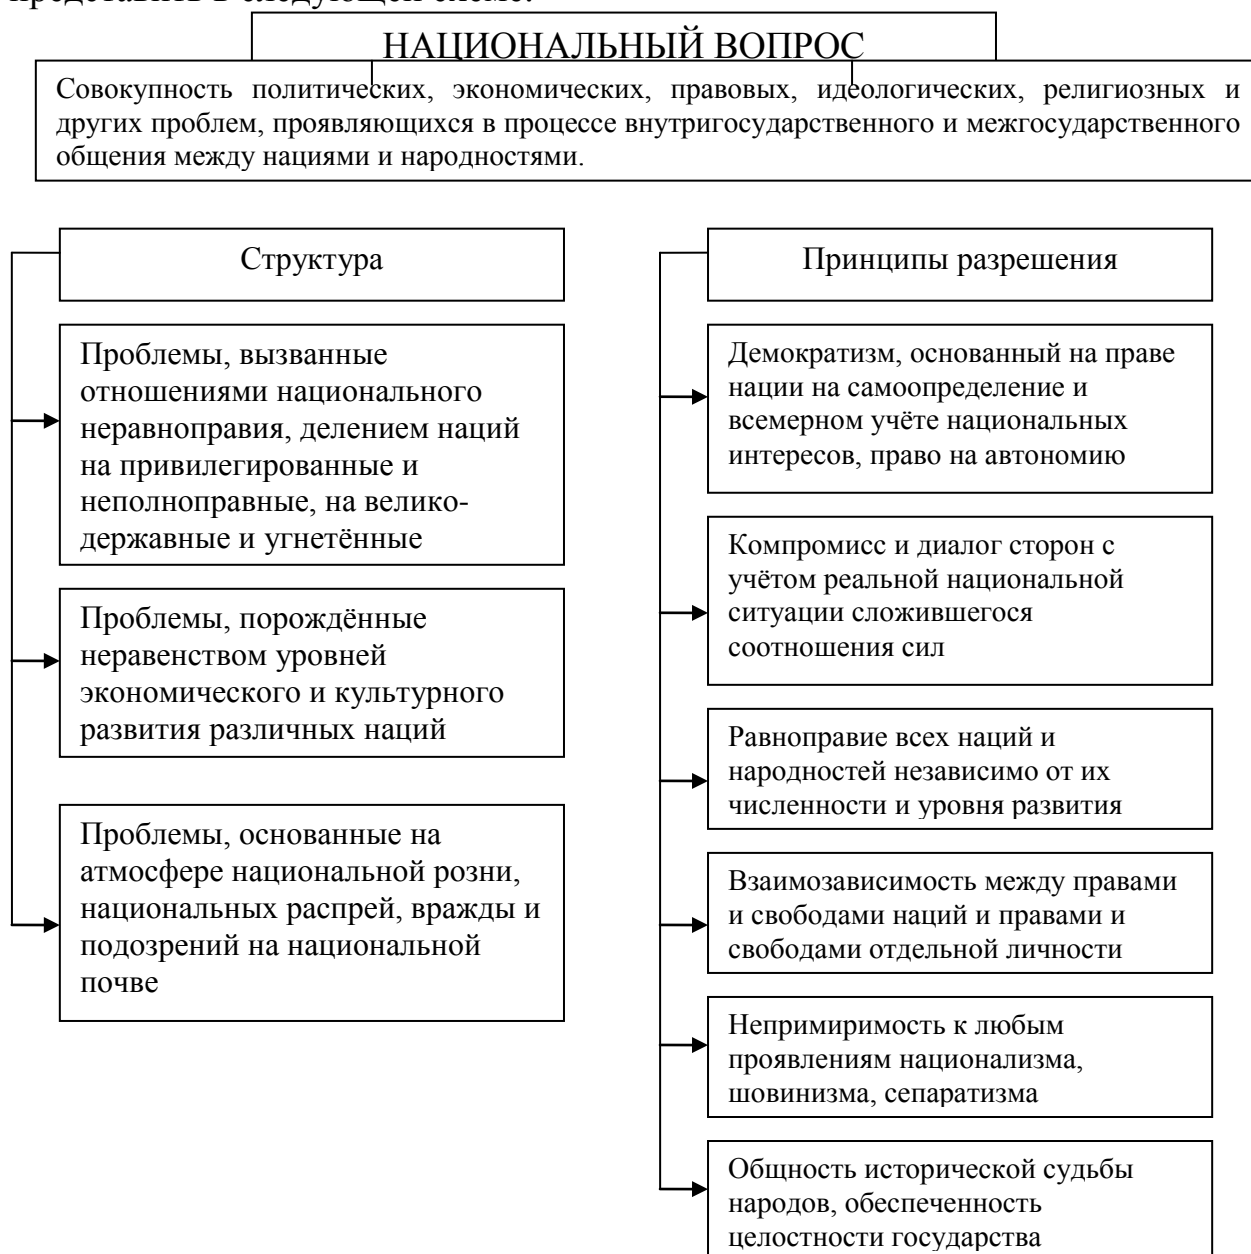 представить в следующей схеме:
НАЦИОНАЛЬНЫЙ ВОПРОС
Совокупность политических, экономических, правовых, идеологических, религиозных и
других проблем, проявляющихся в процессе внутригосударственного и межгосударственного
общения между нациями и народностями.
Структура
Проблемы, вызванные
отношениями национального
неравноправия, делением наций
на привилегированные и
неполноправные, на велико-
державные и угнетённые
Проблемы, порождённые
неравенством уровней
экономического и культурного
развития различных наций
Проблемы, основанные на
атмосфере национальной розни,
национальных распрей, вражды и
подозрений на национальной
почве
Принципы разрешения
Демократизм, основанный на праве
нации на самоопределение и
всемерном учёте национальных
интересов, право на автономию
Компромисс и диалог сторон с
учётом реальной национальной
ситуации сложившегося
соотношения сил
Равноправие всех наций и
народностей независимо от их
численности и уровня развития
Взаимозависимость между правами
и свободами наций и правами и
свободами отдельной личности
Непримиримость к любым
проявлениям национализма,
шовинизма, сепаратизма
Общность исторической судьбы
народов, обеспеченность
целостности государства